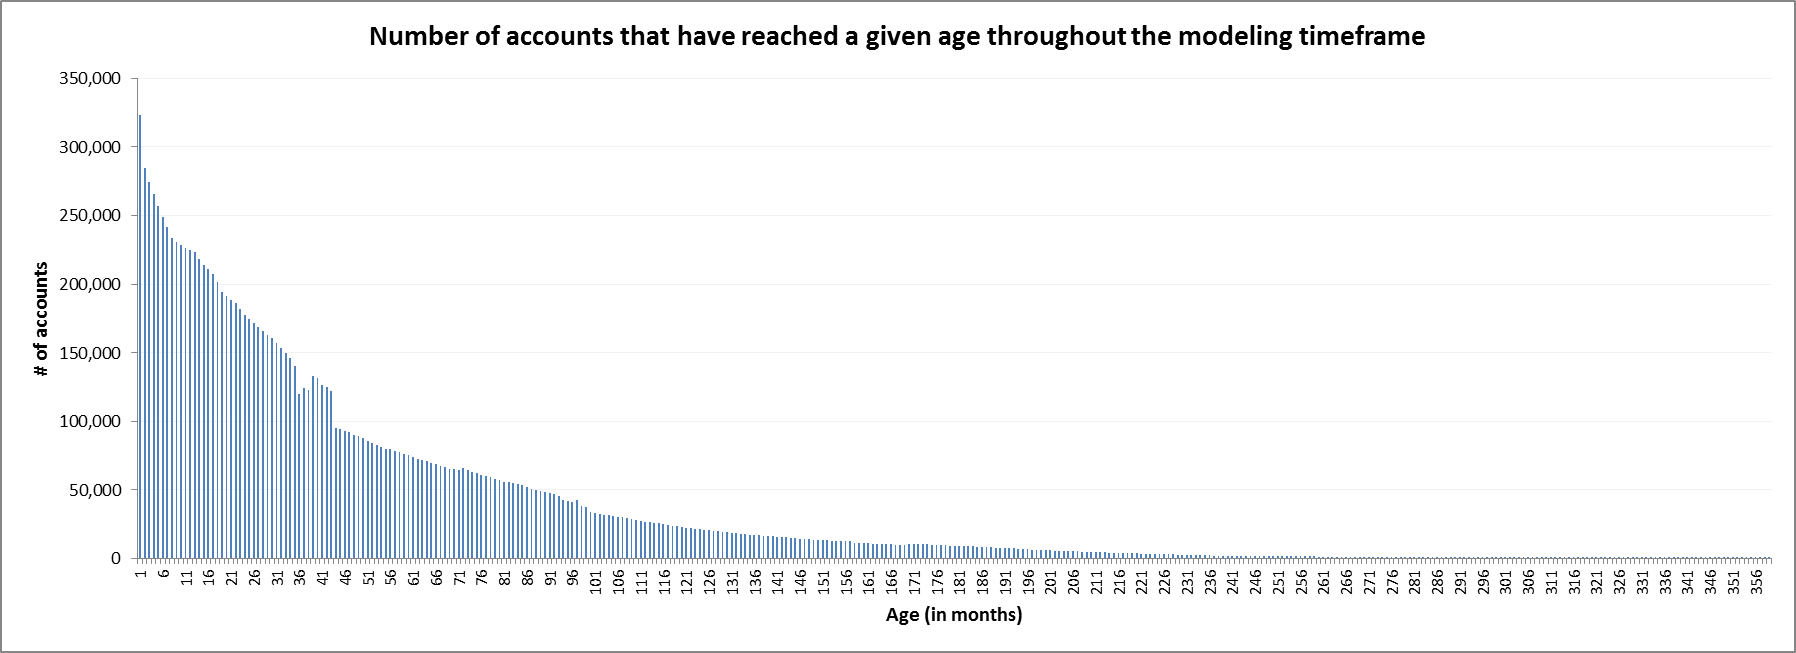 Number of accounts that have reached a given age throughout the modeling timeframe
350,000
300,000
250,000
200,000
150,000
100,000
50,000
0
# of accounts
1 6 11 16 21 26 31 36 41 46 51 56 61 66 71 76 81 86 91 96 101 106 111 116 121 126 131 136 141 146 151 156 161 166 171 176 181 186 191 196 201 206 211 216 221 226 231 236 241 246 251 256 261 266 271 276 281 286 291 296 301 306 311 316 321 326 331 336 341 346 351 356
Age (in months)